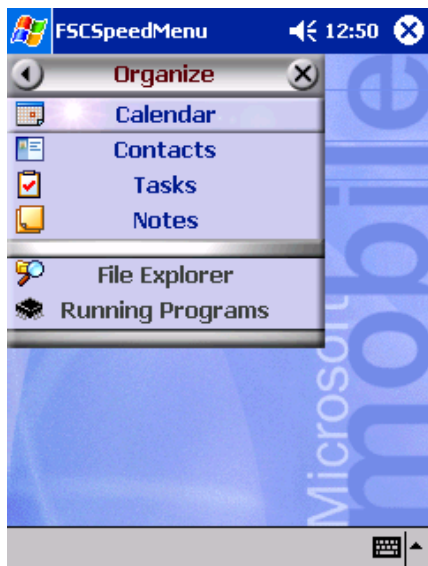 FSCSpeedMenu 12:50
Organize
Calendar
Contacts
Tasks
Notes
File Explorer
Running Programs
Microsoft
mobile